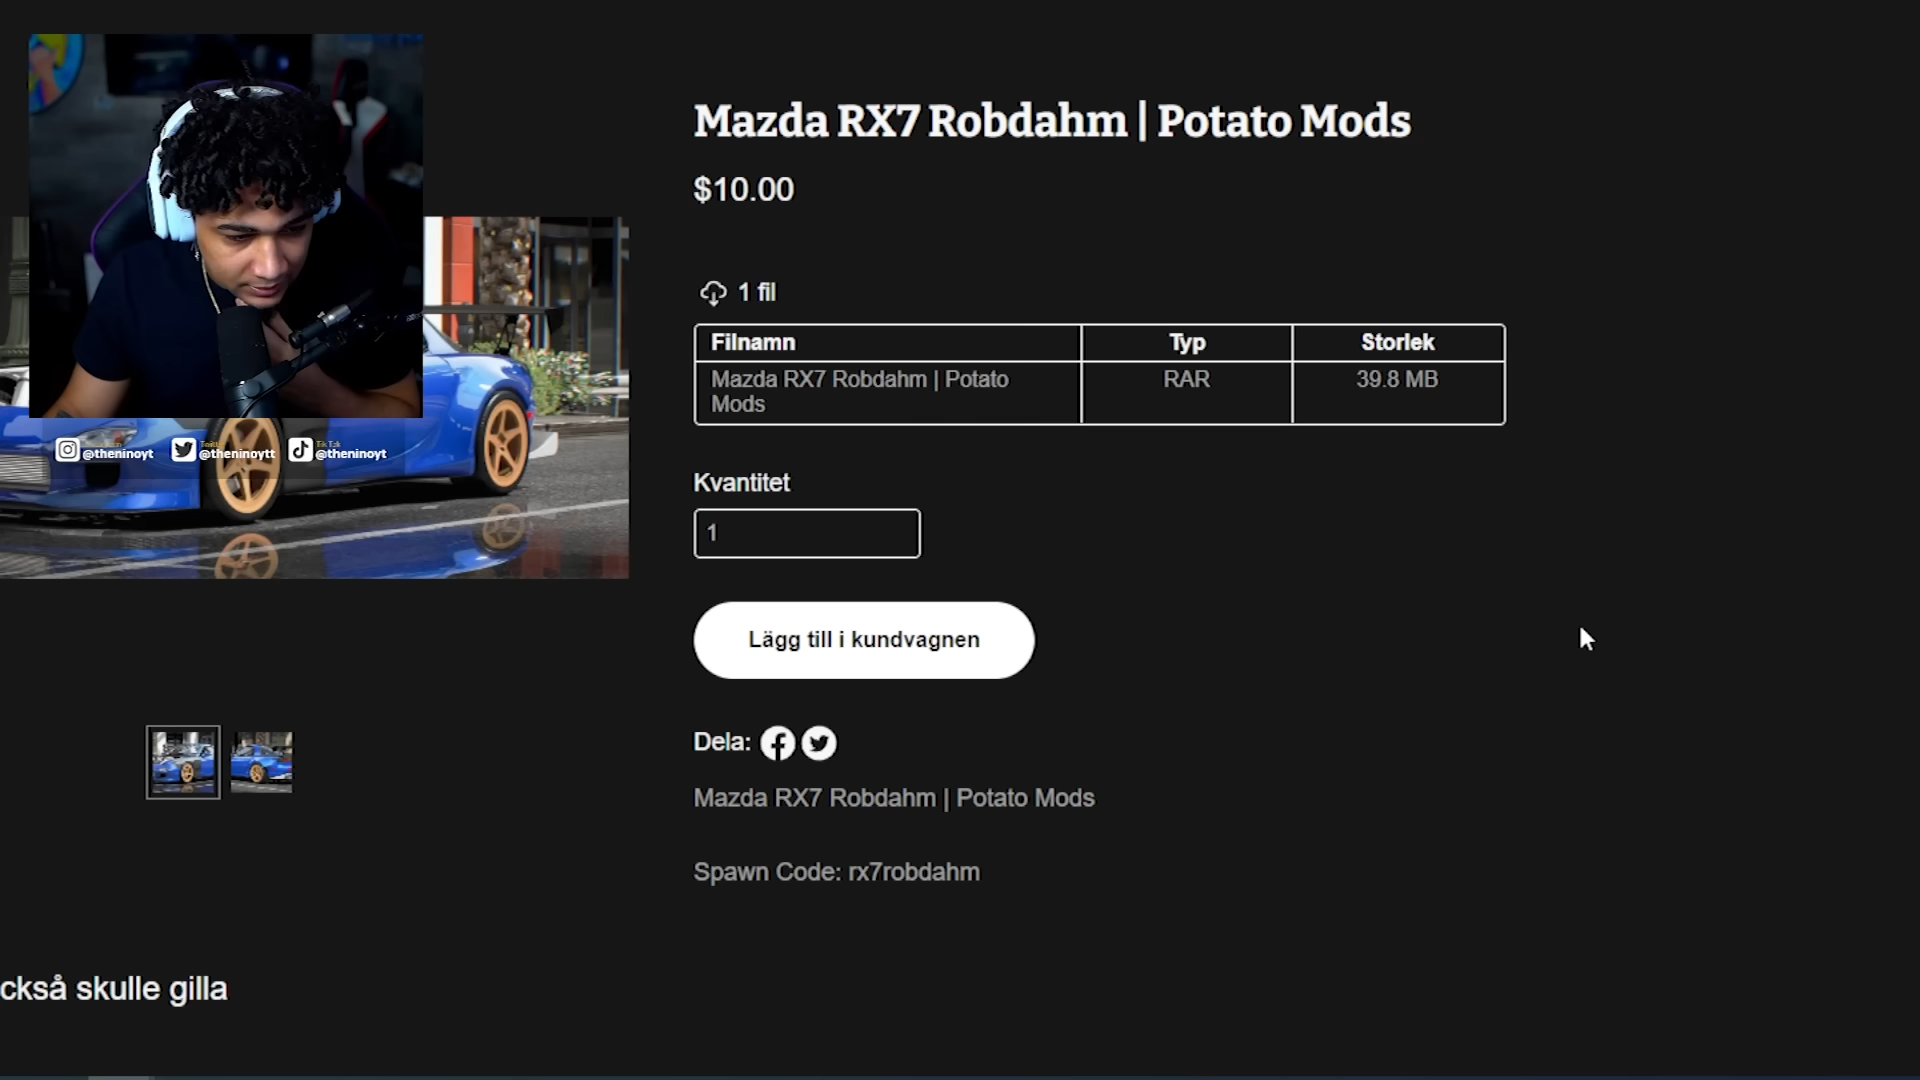 Mazda RX7 Robdahm | Potato Mods
$10.00
1 fil
Filnamn Typ Storlek
Mazda RX7 Robdahm | Potato Mods RAR 39.8 MB
Kvantitet
1
Lägg till i kundvagnen
Dela:
Mazda RX7 Robdahm | Potato Mods
Spawn Code: rx7robdahm
@theninoyt @theninoytt @theninoyt
ckså skulle gilla